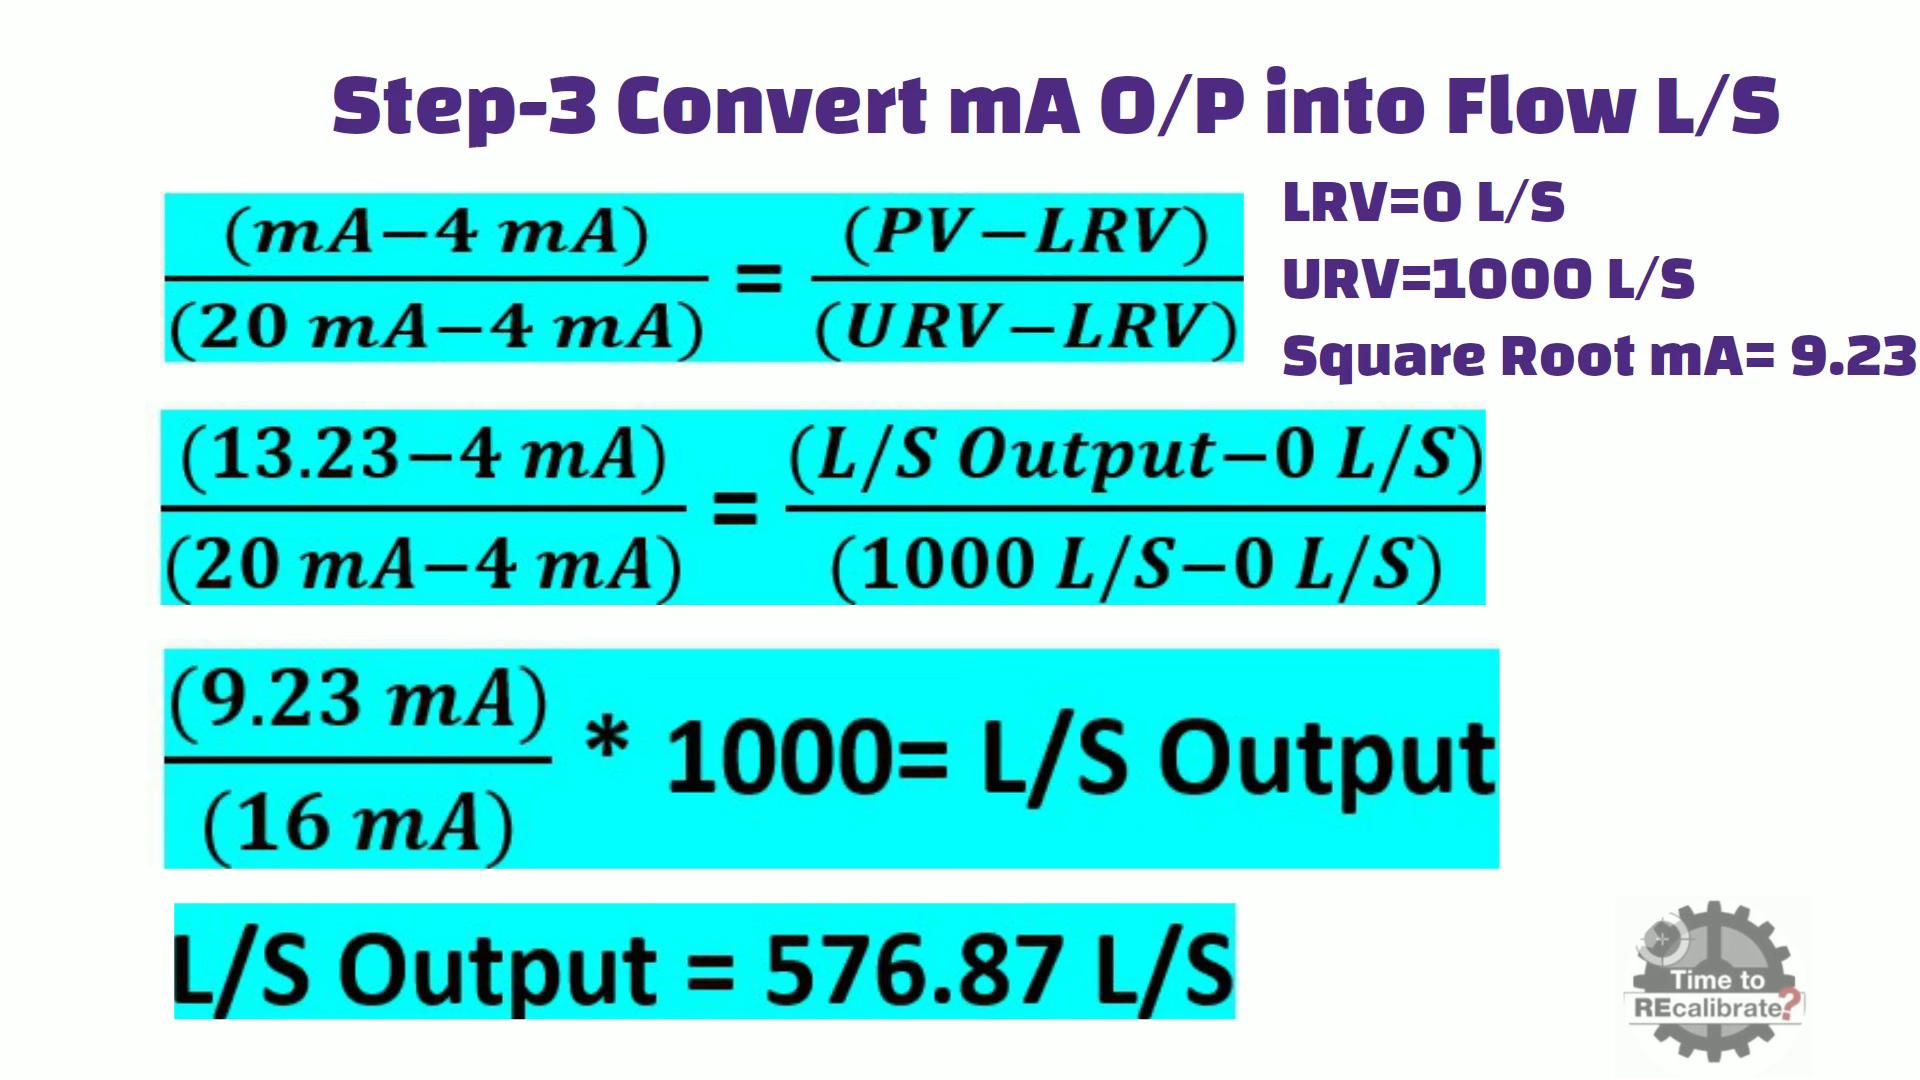 Step-3 Convert mA O/P into Flow L/S
LRV=0 L/S
URV=1000 L/S
Square Root mA= 9.23
(mA−4 mA)
(20 mA−4 mA)
=
(PV−LRV)
(URV−LRV)
(13.23−4 mA)
(20 mA−4 mA)
=
(L/S Output−0 L/S)
(1000 L/S−0 L/S)
(9.23 mA)
(16 mA)
* 1000= L/S Output
L/S Output = 576.87 L/S
Time to
REcalibrate?